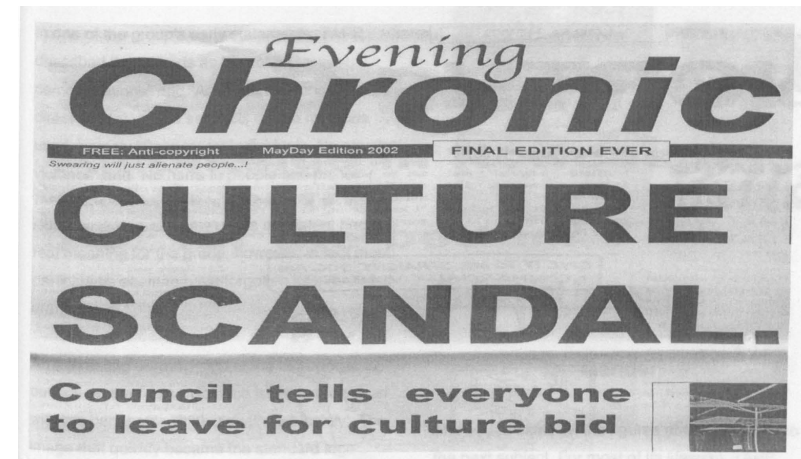 Evening
Chronic
FREE: Anti-copyright MayDay Edition 2002 FINAL EDITION EVER
Swearing will just alienate people...!
CULTURE
SCANDAL.
Council tells everyone
to leave for culture bid